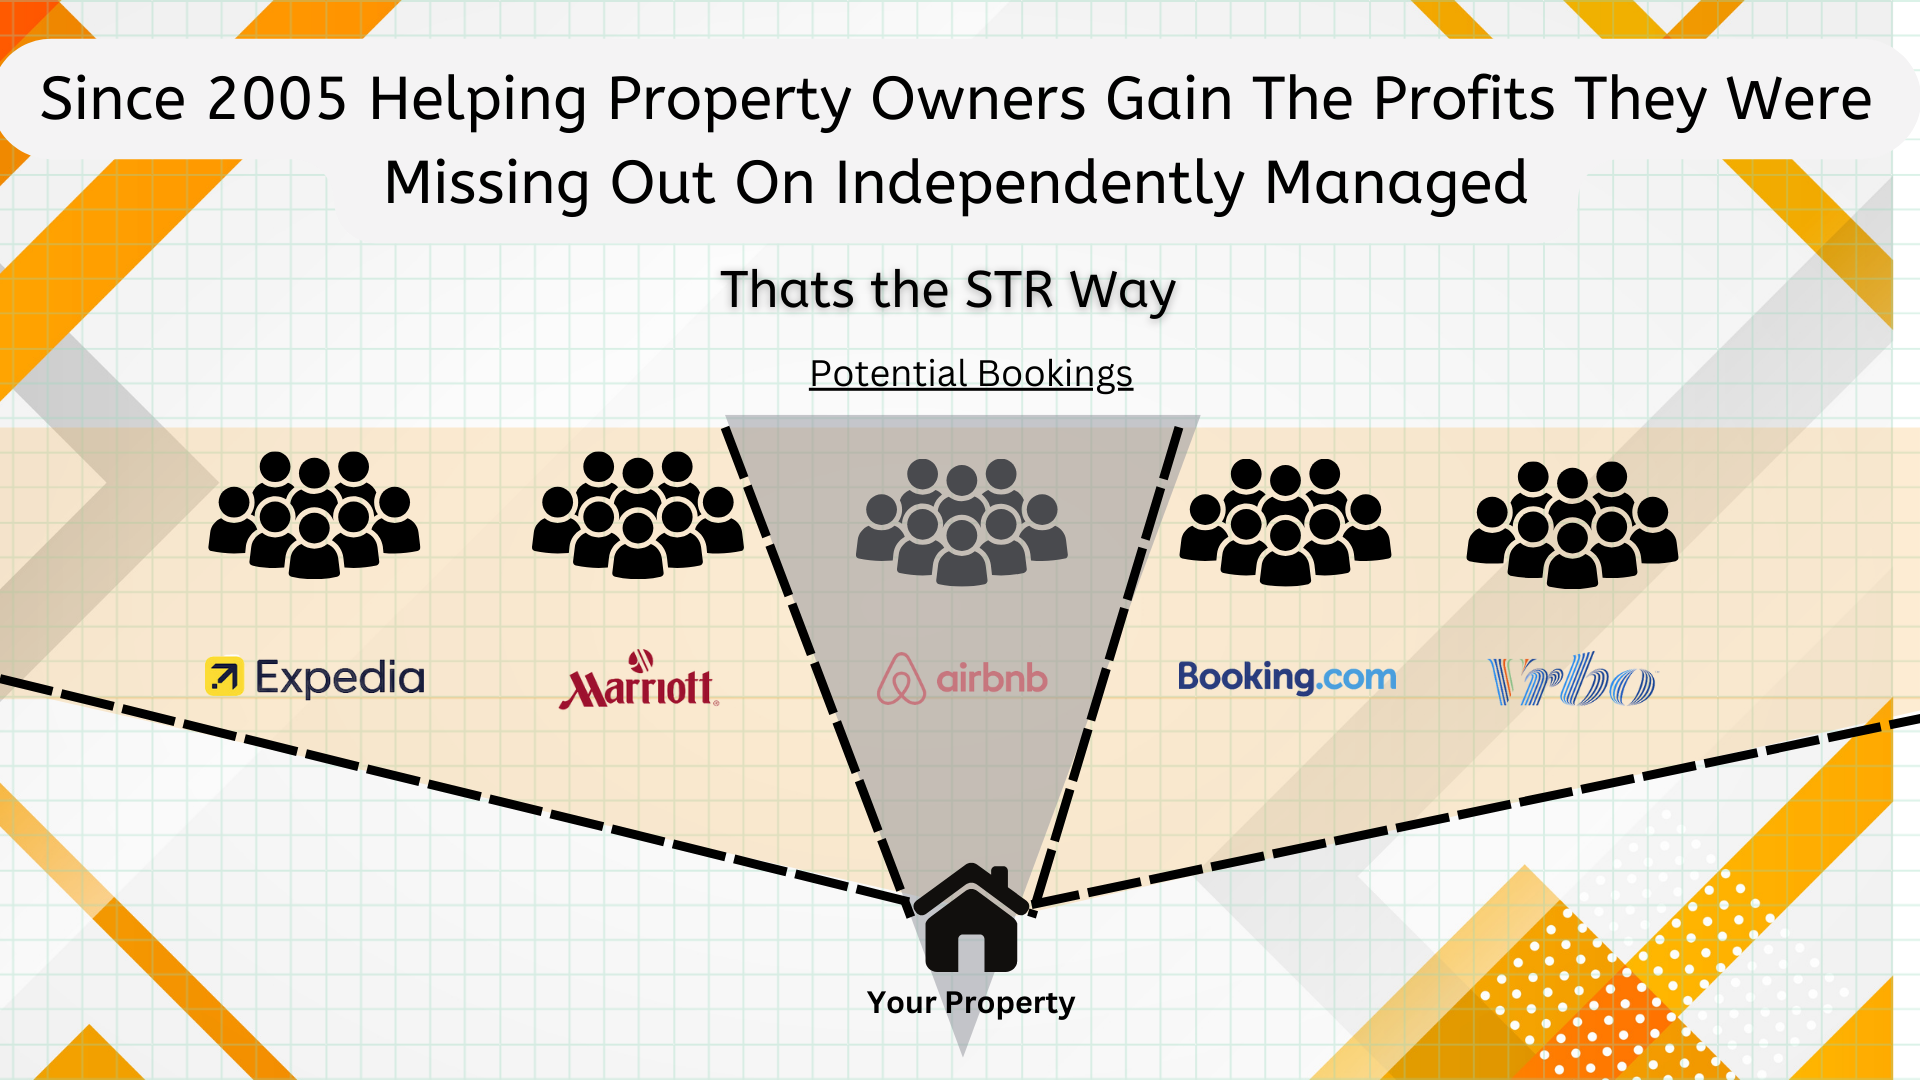 Since 2005 Helping Property Owners Gain The Profits They Were
Missing Out On Independently Managed
Thats the STR Way
Potential Bookings
Expedia
Marriott
airbnb
Booking.com
Vrbo
Your Property